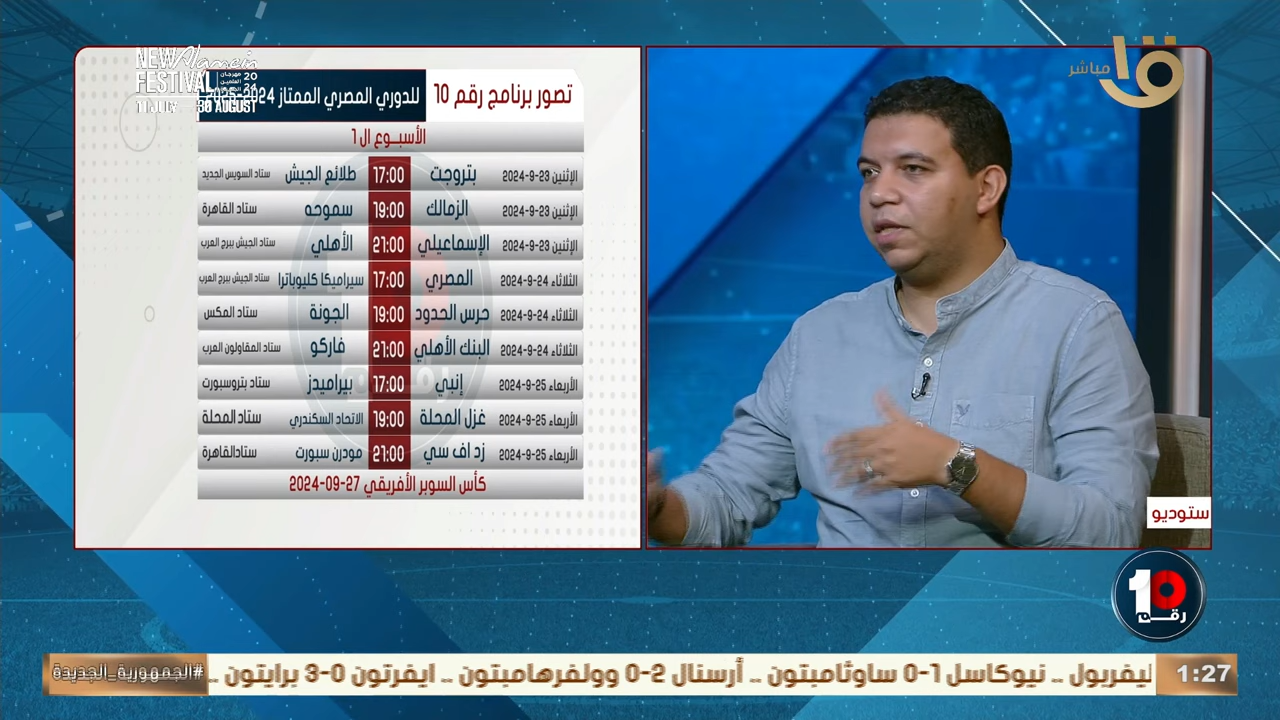 NEW Alamein
FESTIVAL
مهرجان
العلمين
20
24
11 JULY
30 AUGUST
مباشر
تصور برنامج رقم 10
للدوري المصري الممتاز 2024
الأسبوع ال 1
الإثنين 23-9-2024 بتروجت 17:00 طلائع الجيش ستاد السويس الجديد
الإثنين 23-9-2024 الزمالك 19:00 سموحه ستاد القاهرة
الإثنين 23-9-2024 الإسماعيلي 21:00 الأهلي ستاد الجيش ببرج العرب
الثلاثاء 24-9-2024 المصري 17:00 سيراميكا كليوباترا ستاد الجيش ببرج العرب
الثلاثاء 24-9-2024 حرس الحدود 19:00 الجونة ستاد المكس
الثلاثاء 24-9-2024 البنك الأهلي 21:00 فاركو ستاد المقاولون العرب
الأربعاء 25-9-2024 إنبي 17:00 بيراميدز ستاد بتروسبورت
الأربعاء 25-9-2024 غزل المحلة 19:00 الاتحاد السكندري ستاد المحلة
الأربعاء 25-9-2024 زد اف سي 21:00 مودرن سبورت ستادالقاهرة
كأس السوبر الأفريقي 27-09-2024
ستوديو
10
رقم
1:27
ليفربول .. نيوكاسل 1-0 ساوثامبتون .. أرسنال 2-0 وولفرهامبتون .. ايفرتون 0-3 برايتون ..
#الجمهورية_الجديدة